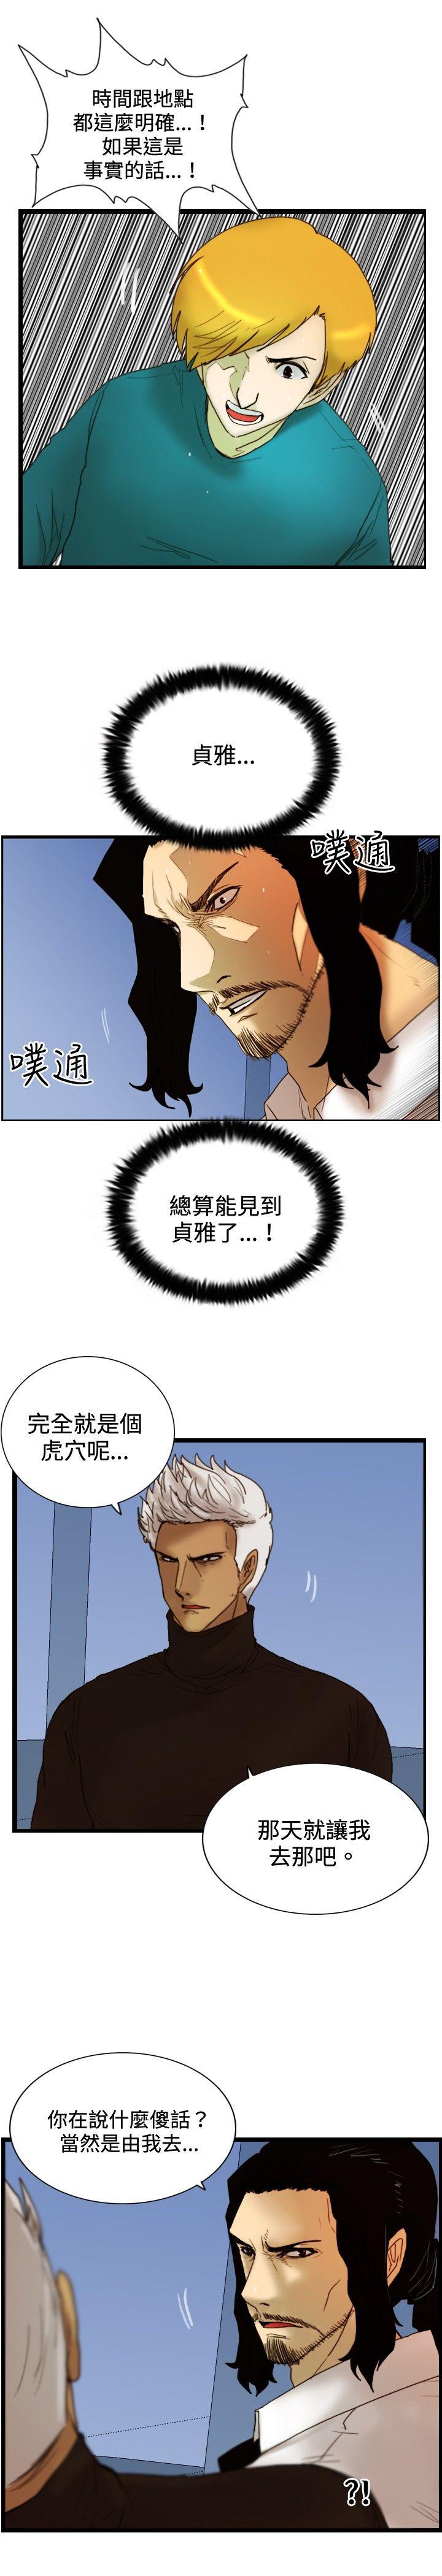 時間跟地點
都這麼明確...！
如果這是
事實的話...！
貞雅...
噗通
噗通
總算能見到
貞雅了...！
完全就是個
虎穴呢...
那天就讓我
去那吧。
你在說什麼傻話？
當然是由我去...
?!